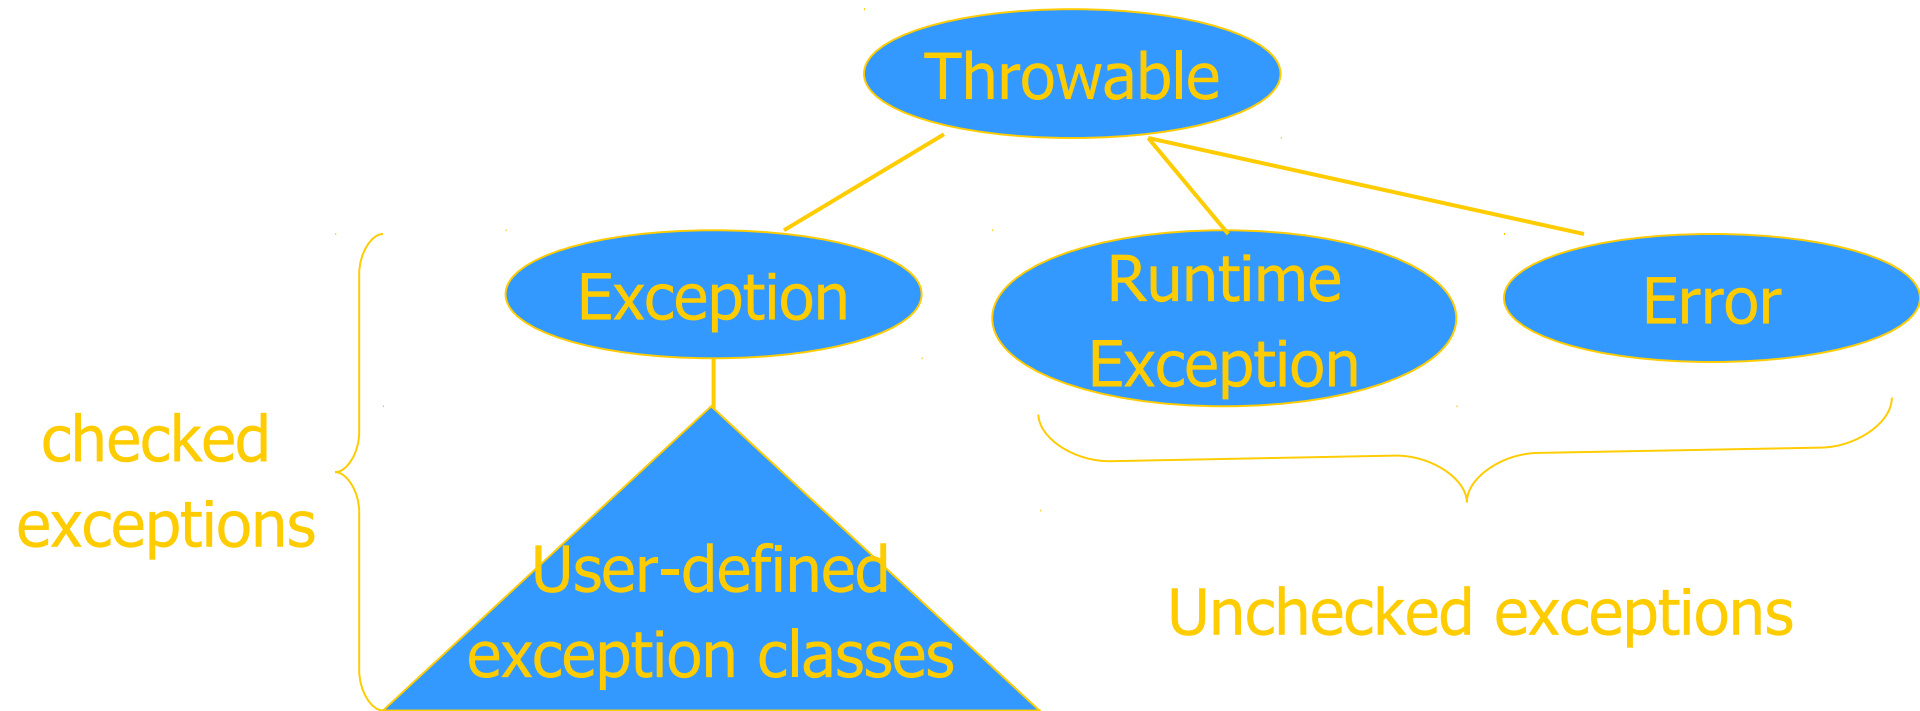 Throwable
Exception
Runtime
Exception
Error
checked
exceptions
User-defined
exception classes
Unchecked exceptions